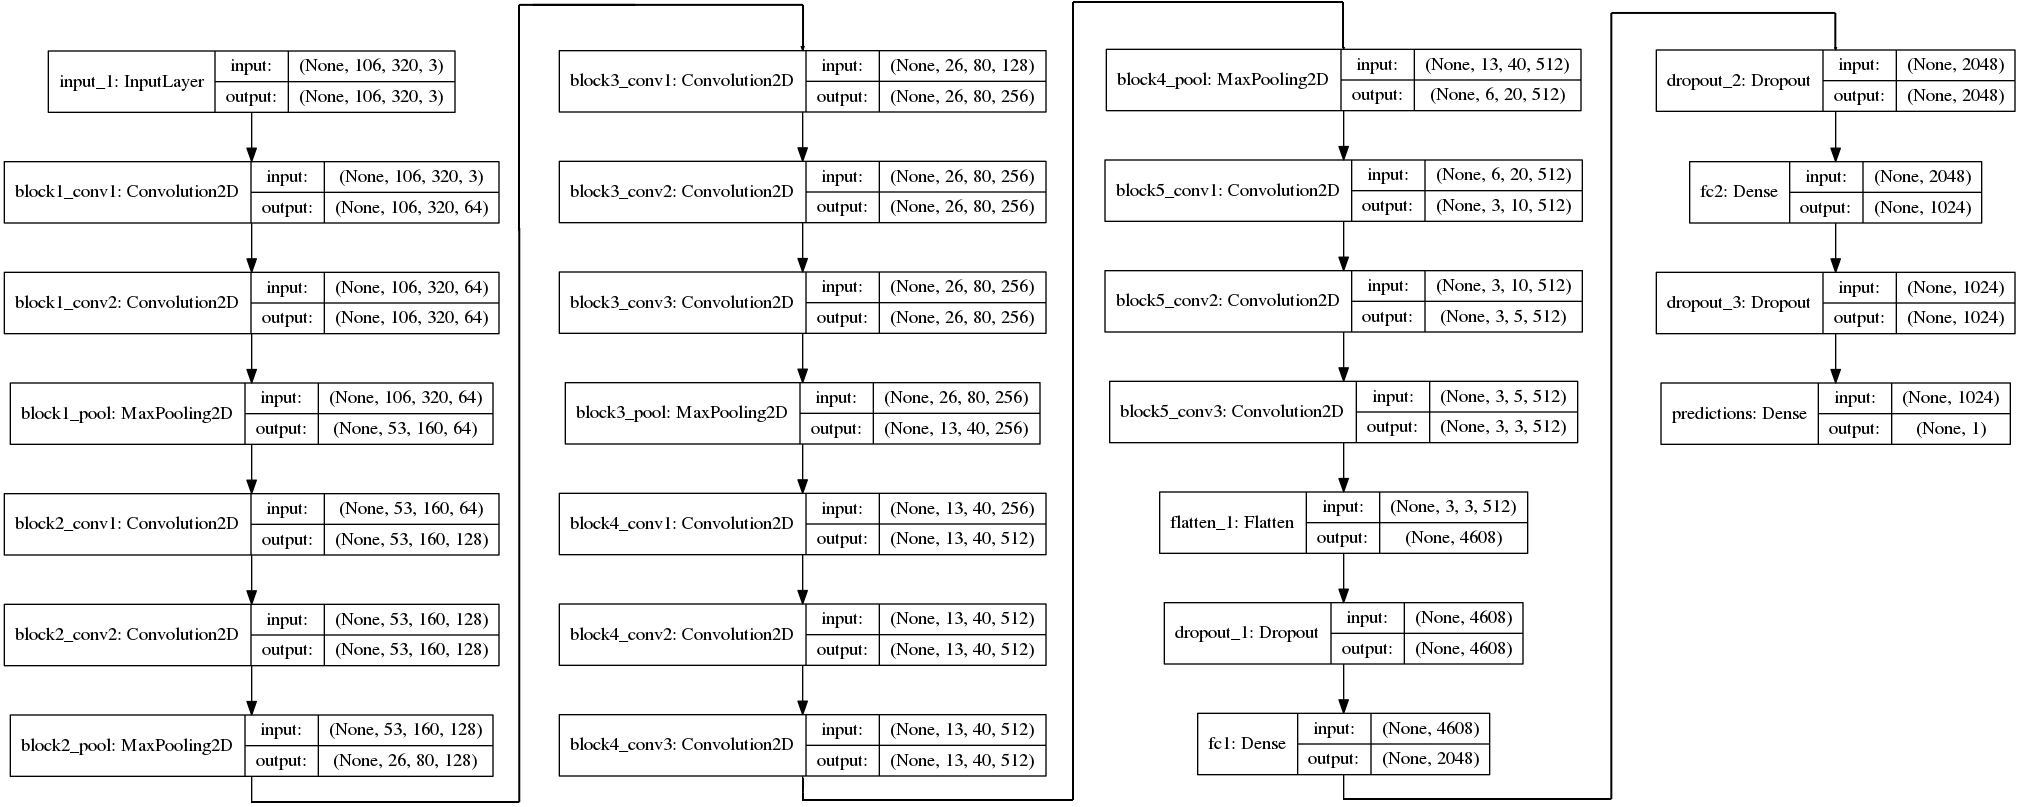 input_1: InputLayer
input: (None, 106, 320, 3)
output: (None, 106, 320, 3)
block1_conv1: Convolution2D
input: (None, 106, 320, 3)
output: (None, 106, 320, 64)
block1_conv2: Convolution2D
input: (None, 106, 320, 64)
output: (None, 106, 320, 64)
block1_pool: MaxPooling2D
input: (None, 106, 320, 64)
output: (None, 53, 160, 64)
block2_conv1: Convolution2D
input: (None, 53, 160, 64)
output: (None, 53, 160, 128)
block2_conv2: Convolution2D
input: (None, 53, 160, 128)
output: (None, 53, 160, 128)
block2_pool: MaxPooling2D
input: (None, 53, 160, 128)
output: (None, 26, 80, 128)
block3_conv1: Convolution2D
input: (None, 26, 80, 128)
output: (None, 26, 80, 256)
block3_conv2: Convolution2D
input: (None, 26, 80, 256)
output: (None, 26, 80, 256)
block3_conv3: Convolution2D
input: (None, 26, 80, 256)
output: (None, 26, 80, 256)
block3_pool: MaxPooling2D
input: (None, 26, 80, 256)
output: (None, 13, 40, 256)
block4_conv1: Convolution2D
input: (None, 13, 40, 256)
output: (None, 13, 40, 512)
block4_conv2: Convolution2D
input: (None, 13, 40, 512)
output: (None, 13, 40, 512)
block4_conv3: Convolution2D
input: (None, 13, 40, 512)
output: (None, 13, 40, 512)
block4_pool: MaxPooling2D
input: (None, 13, 40, 512)
output: (None, 6, 20, 512)
block5_conv1: Convolution2D
input: (None, 6, 20, 512)
output: (None, 3, 10, 512)
block5_conv2: Convolution2D
input: (None, 3, 10, 512)
output: (None, 3, 5, 512)
block5_conv3: Convolution2D
input: (None, 3, 5, 512)
output: (None, 3, 3, 512)
flatten_1: Flatten
input: (None, 3, 3, 512)
output: (None, 4608)
dropout_1: Dropout
input: (None, 4608)
output: (None, 4608)
fc1: Dense
input: (None, 4608)
output: (None, 2048)
dropout_2: Dropout
input: (None, 2048)
output: (None, 2048)
fc2: Dense
input: (None, 2048)
output: (None, 1024)
dropout_3: Dropout
input: (None, 1024)
output: (None, 1024)
predictions: Dense
input: (None, 1024)
output: (None, 1)